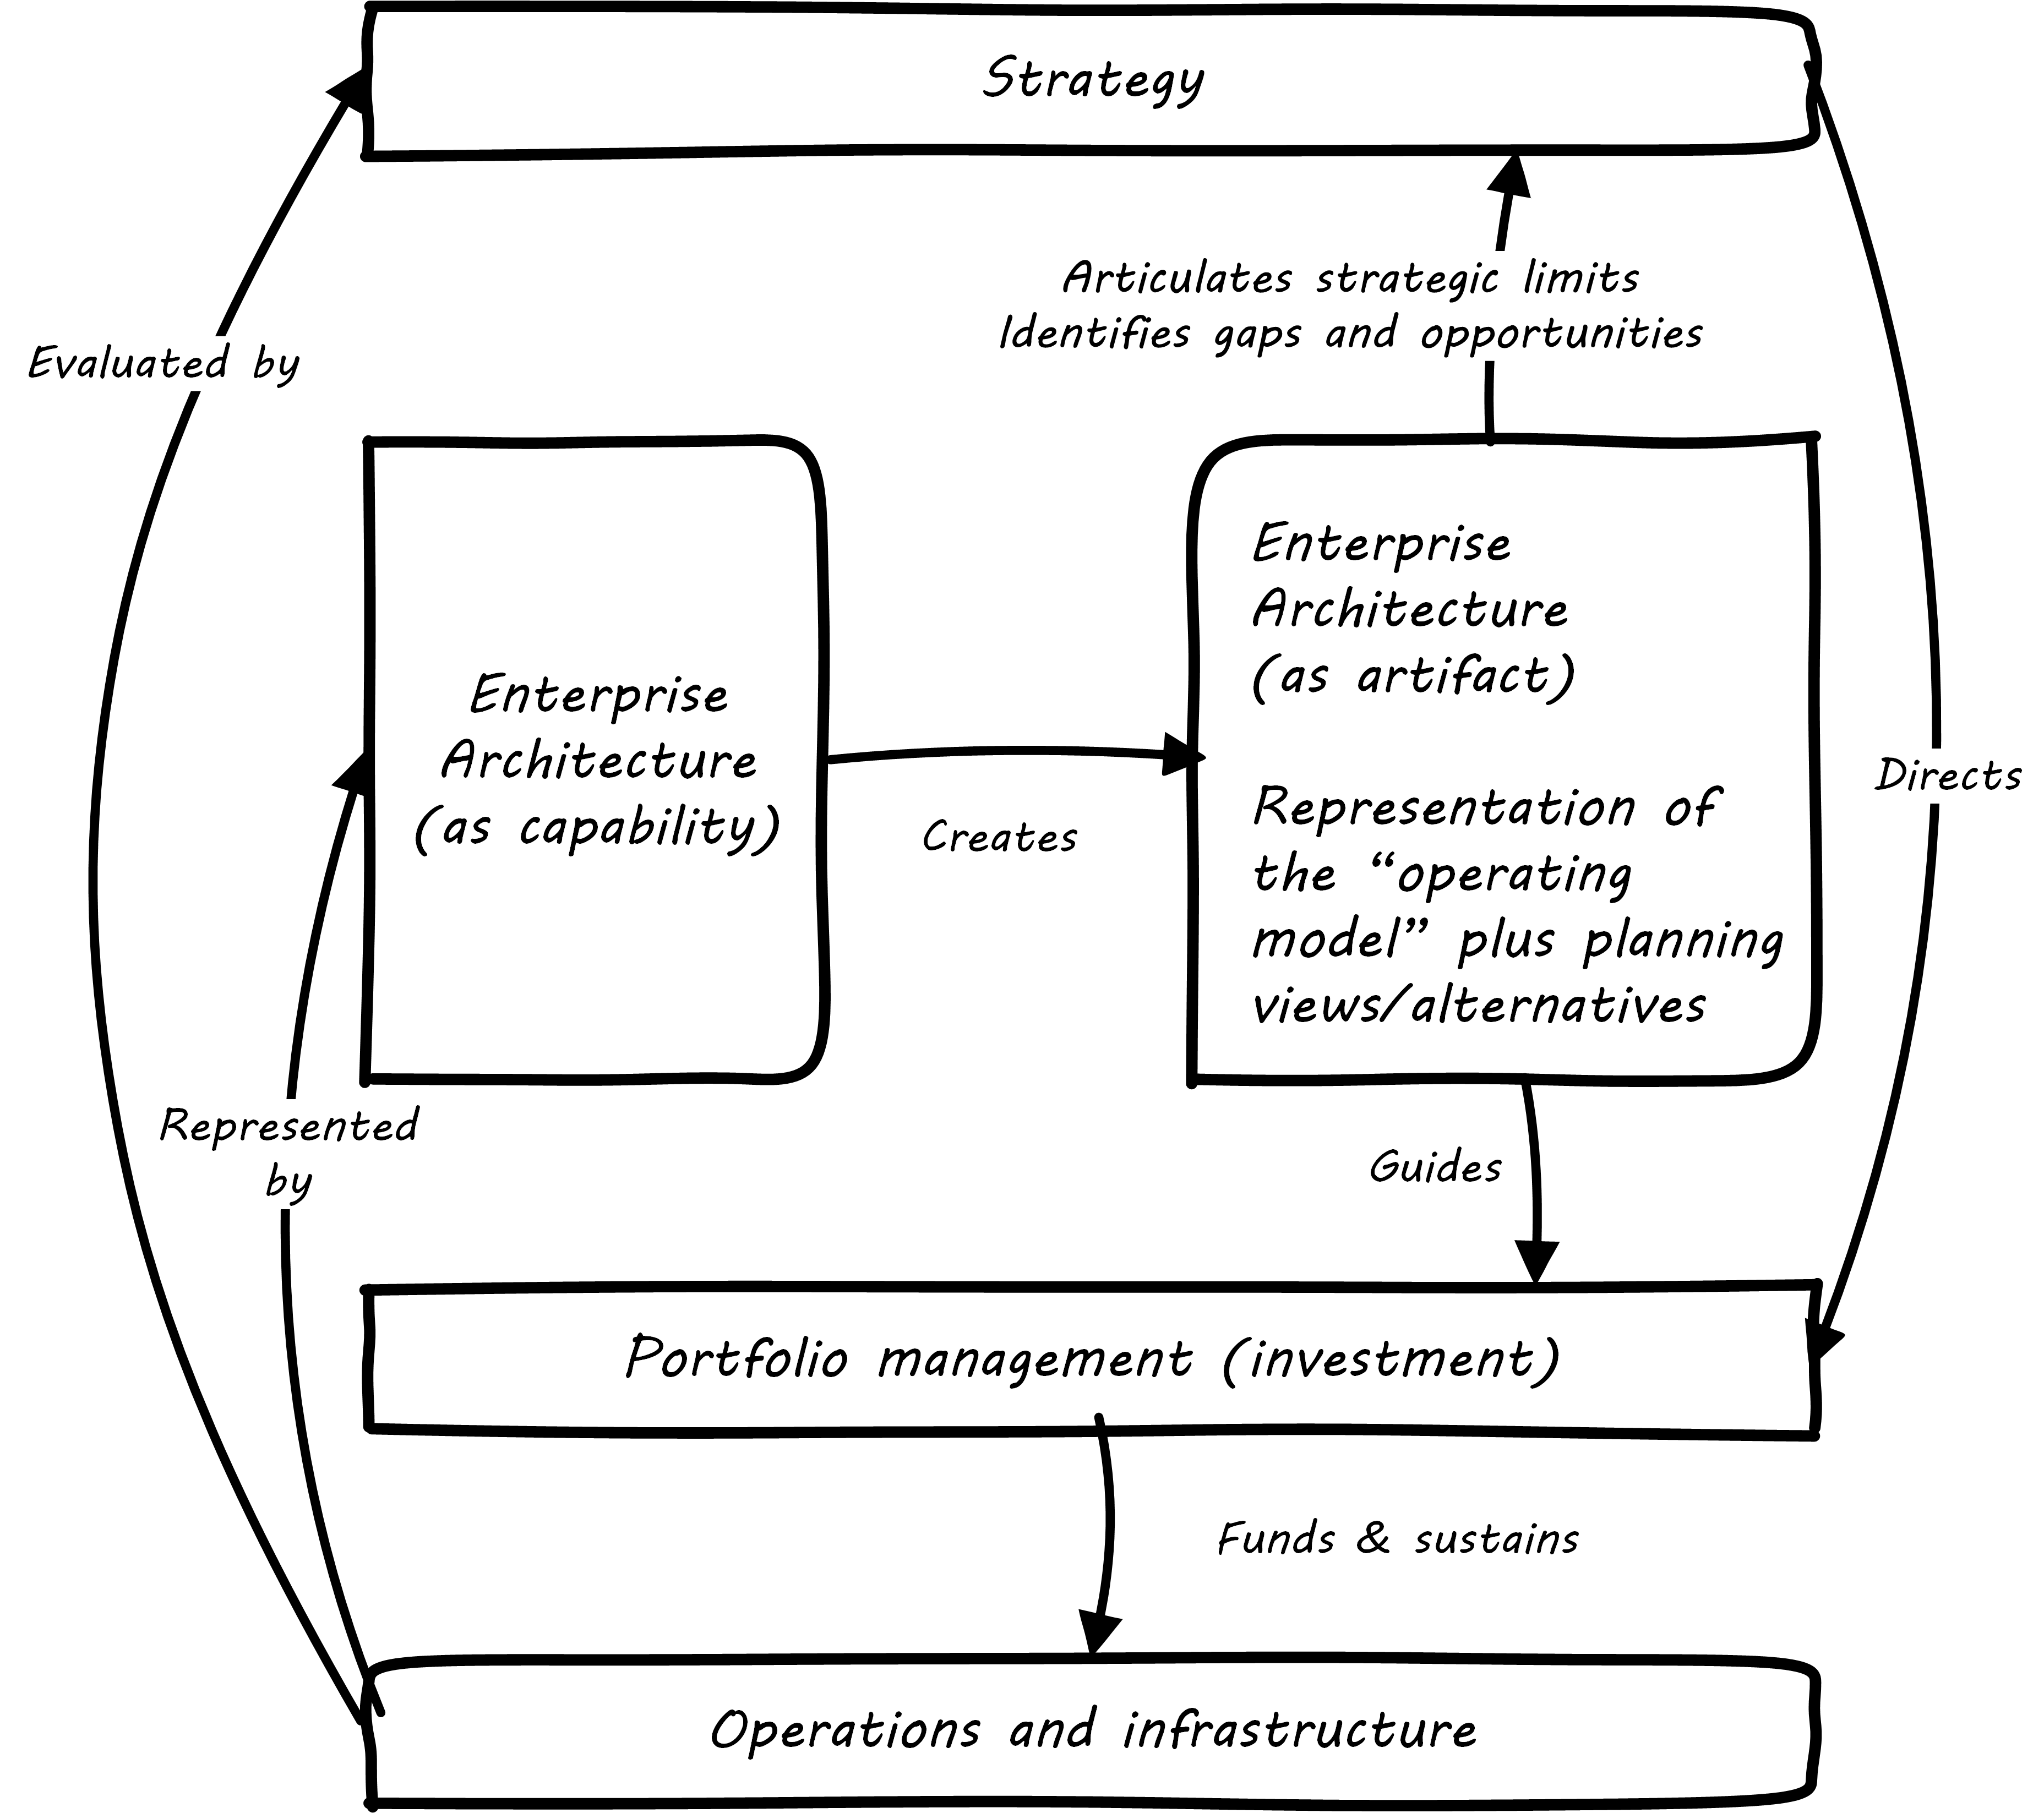 Strategy
Articulates strategic limits
Identifies gaps and opportunities
Evaluated by
Enterprise
Architecture
(as capability)
Creates
Enterprise
Architecture
(as artifact)
Representation of
the “operating
model” plus planning
views/alternatives
Directs
Represented
by
Guides
Portfolio management (investment)
Funds & sustains
Operations and infrastructure